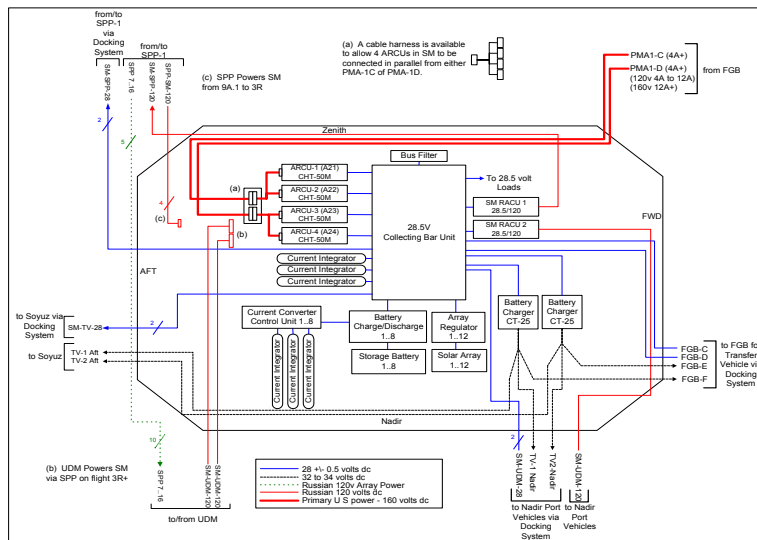 from/to
SPP-1
via
Docking
System
from/to
SPP-1
SM-SPP-28
SPP 7..16
SM-SPP-120
SPP-SM-120
(c) SPP Powers SM
from 9A.1 to 3R
(a) A cable harness is available
to allow 4 ARCUs in SM to be
connected in parallel from either
PMA-1C of PMA-1D.
PMA1-C (4A+)
PMA1-D (4A+)
(120v 4A to 12A)
(160v 12A+)
from FGB
2
5
4
Zenith
Bus Filter
(a)
ARCU-1 (A21)
CHT-50M
ARCU-2 (A22)
CHT-50M
ARCU-3 (A23)
CHT-50M
ARCU-4 (A24)
CHT-50M
28.5V
Collecting Bar Unit
To 28.5 volt
Loads
SM RACU 1
28.5/120
SM RACU 2
28.5/120
FWD
(c)
(b)
AFT
Current Integrator
Current Integrator
Current Integrator
to Soyuz via
Docking
System
SM-TV-28
2
to Soyuz
TV-1 Aft
TV-2 Aft
Current Converter
Control Unit 1..8
Battery
Charge/Discharge
1..8
Array
Regulator
1..12
Battery
Charger
CT-25
Battery
Charger
CT-25
Storage Battery
1..8
Solar Array
1..12
Current Integrator
Current Integrator
Current Integrator
FGB-C
FGB-D
FGB-E
FGB-F
to FGB for
Transfer
Vehicle via
Docking
System
Nadir
10
2
(b) UDM Powers SM
via SPP on flight 3R+
SPP 7..16
SM-UDM-120
SM-UDM-120
to/from UDM
28 +/- 0.5 volts dc
32 to 34 volts dc
Russian 120v Array Power
Russian 120 volts dc
Primary U S power - 160 volts dc
SM-UDM-28
TV-1 Nadir
TV2-Nadir
SM-UDM-120
to Nadir Port
Vehicles via
Docking
System
to Nadir
Port
Vehicles